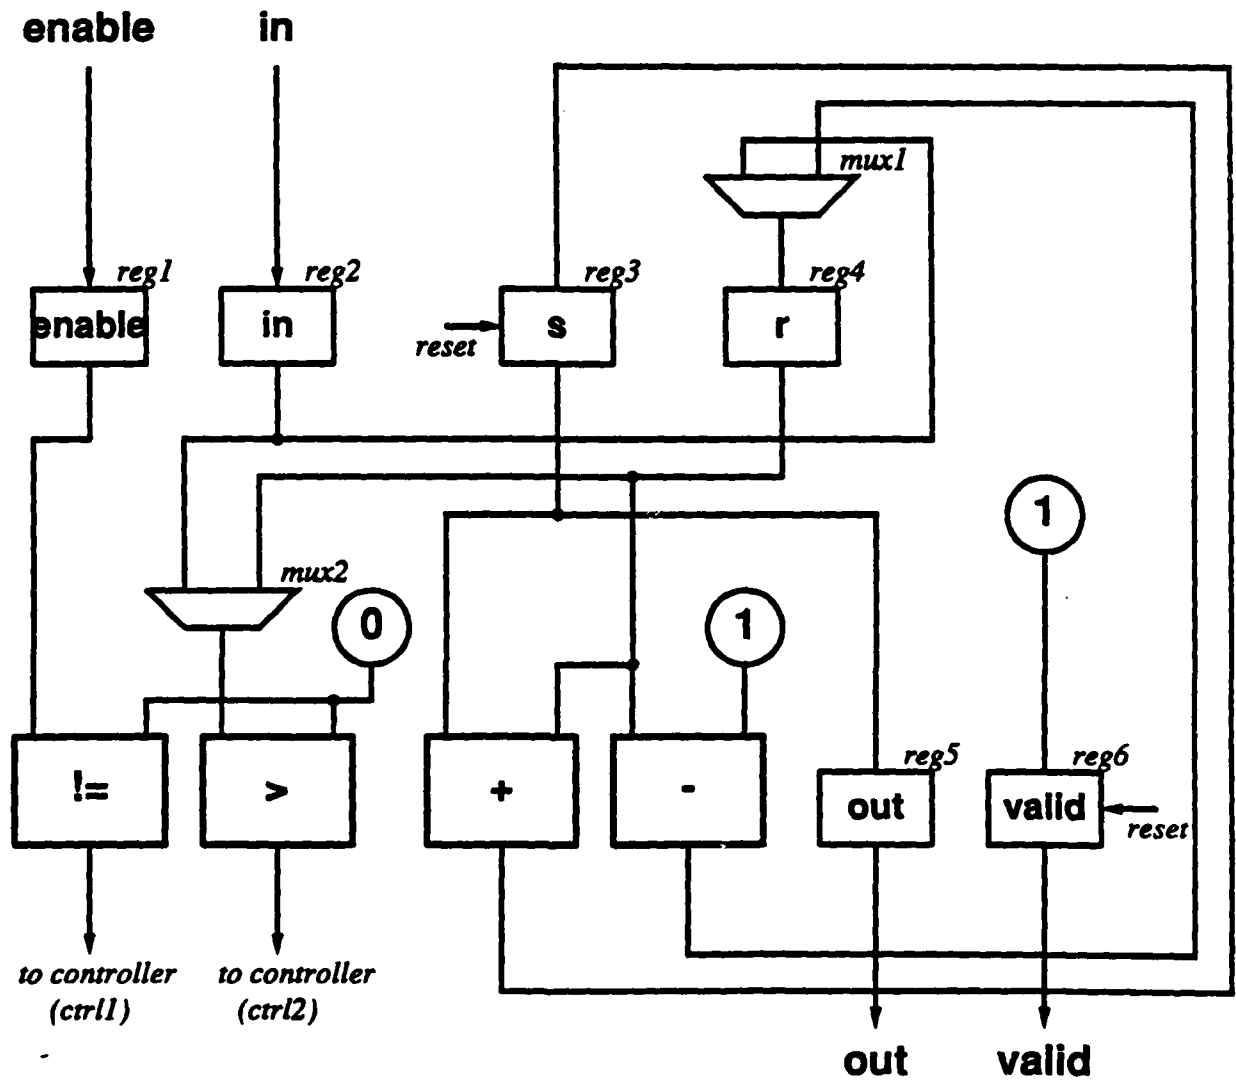 enable in
mux1
reg1 reg2 reg3 reg4
enable in s r
reset
1
mux2
0 1
reg5 reg6
!= > + - out valid
reset
to controller to controller
(ctrl1) (ctrl2)
out valid